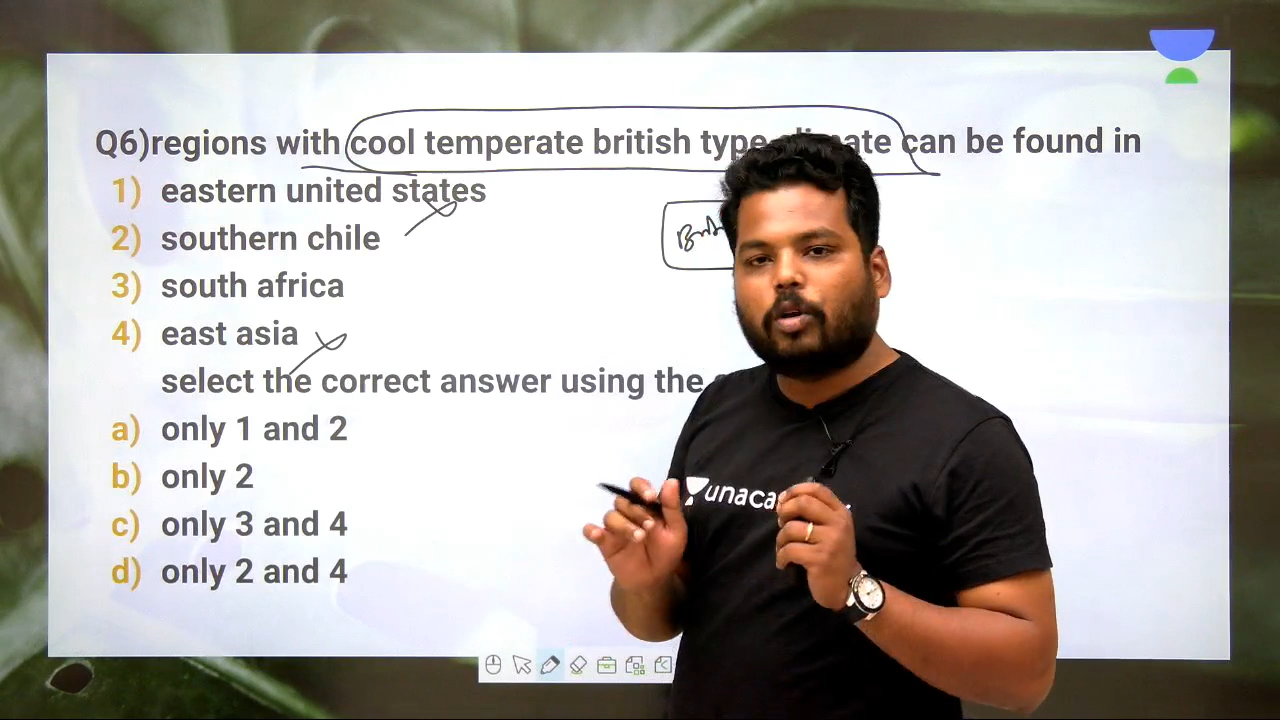 Q6)regions with cool temperate british type climate can be found in
1) eastern united states
2) southern chile
3) south africa
4) east asia
select the correct answer using the
a) only 1 and 2
b) only 2
c) only 3 and 4
d) only 2 and 4